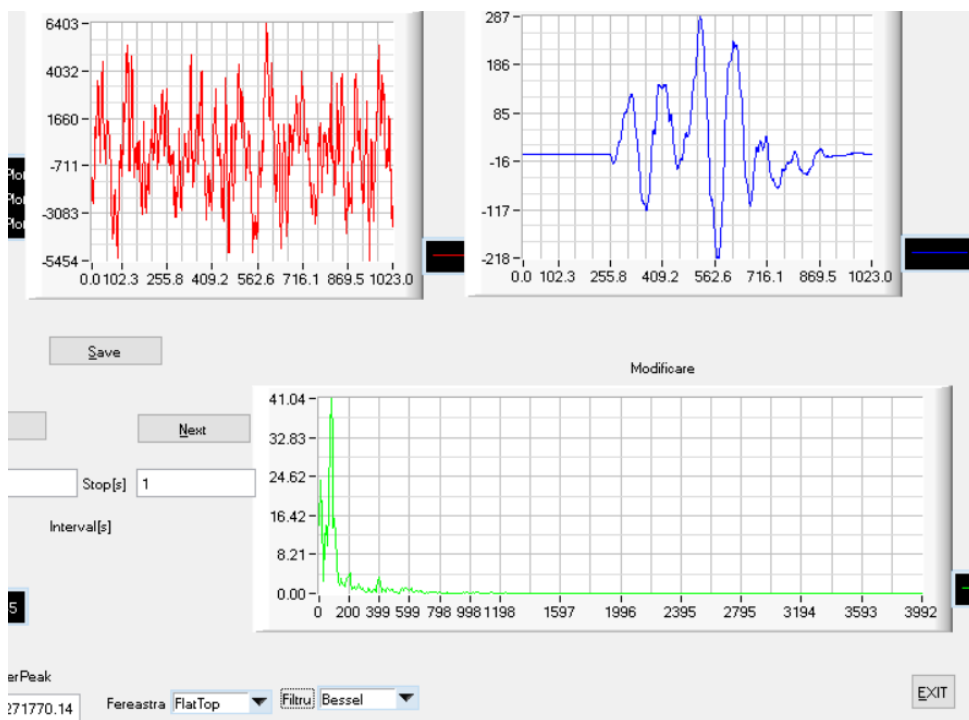 6403
4032
1660
-711
-3083
-5454
0.0 102.3 255.8 409.2 562.6 716.1 869.5 1023.0
287
186
85
-16
-117
-218
0.0 102.3 255.8 409.2 562.6 716.1 869.5 1023.0
Plo
Plo
Plo
Save
Modificare
Next
Stop[s] 1
Interval[s]
41.04
32.83
24.62
16.42
8.21
0.00
0 200 399 599 798 998 1198 1597 1996 2395 2795 3194 3593 3992
5
erPeak
271770.14
Fereastra FlatTop Filtru Bessel
EXIT